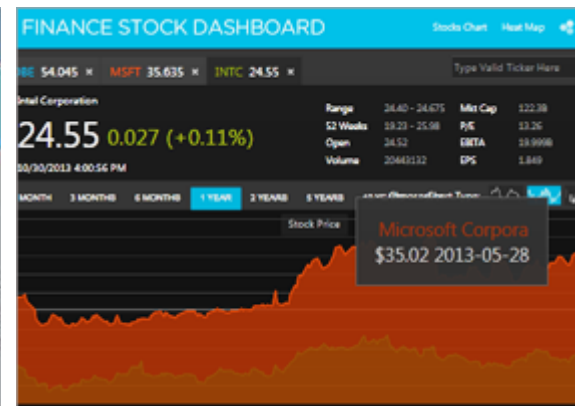 FINANCE STOCK DASHBOARD
Stocks Chart Heat Map
54.045 × MSFT 35.635 × INTC 24.55 ×
Type Valid Ticker Here
Intel Corporation
24.55 0.027 (+0.11%)
10/30/2013 4:00:56 PM
Range 24.40 - 24.675 Mkt Cap 122.3B
52 Weeks 19.23 - 25.98 P/E 13.26
Open 24.52 EBITA 19.999B
Volume 20443132 EPS 1.849
MONTH 3 MONTHS 6 MONTHS 1 YEAR 2 YEARS 5 YEARS
Stock Price
Microsoft Corpora
$35.02 2013-05-28